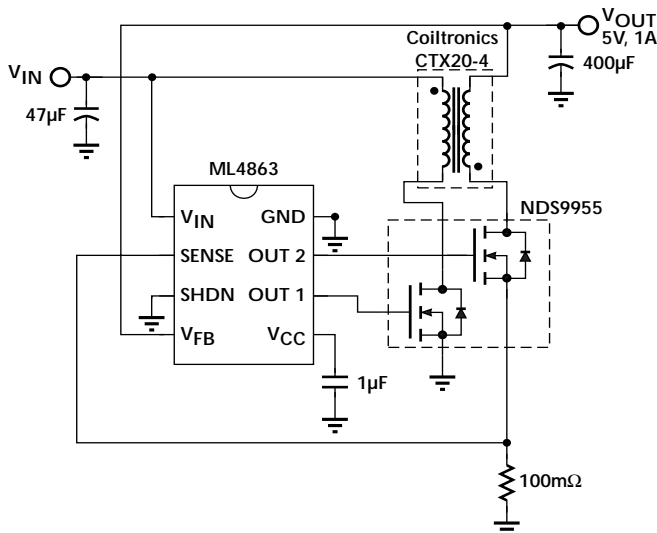 VOUT
5V, 1A
Coiltronics
CTX20-4
400µF
VIN
47µF
ML4863
NDS9955
VIN
GND
SENSE
OUT 2
SHDN
OUT 1
VFB
VCC
1µF
100mΩ